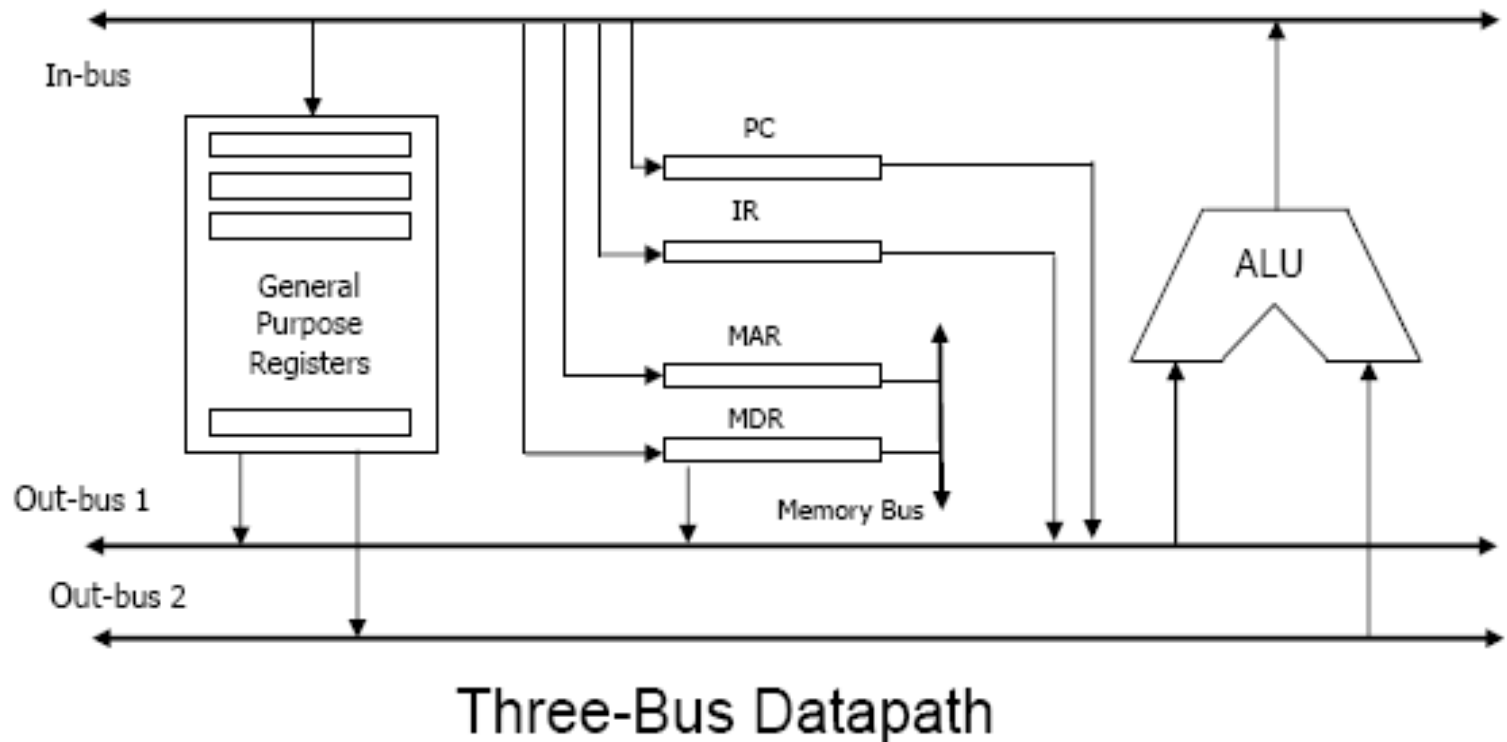 In-bus
PC
IR
General
Purpose
Registers
ALU
MAR
MDR
Out-bus 1
Memory Bus
Out-bus 2
Three-Bus Datapath